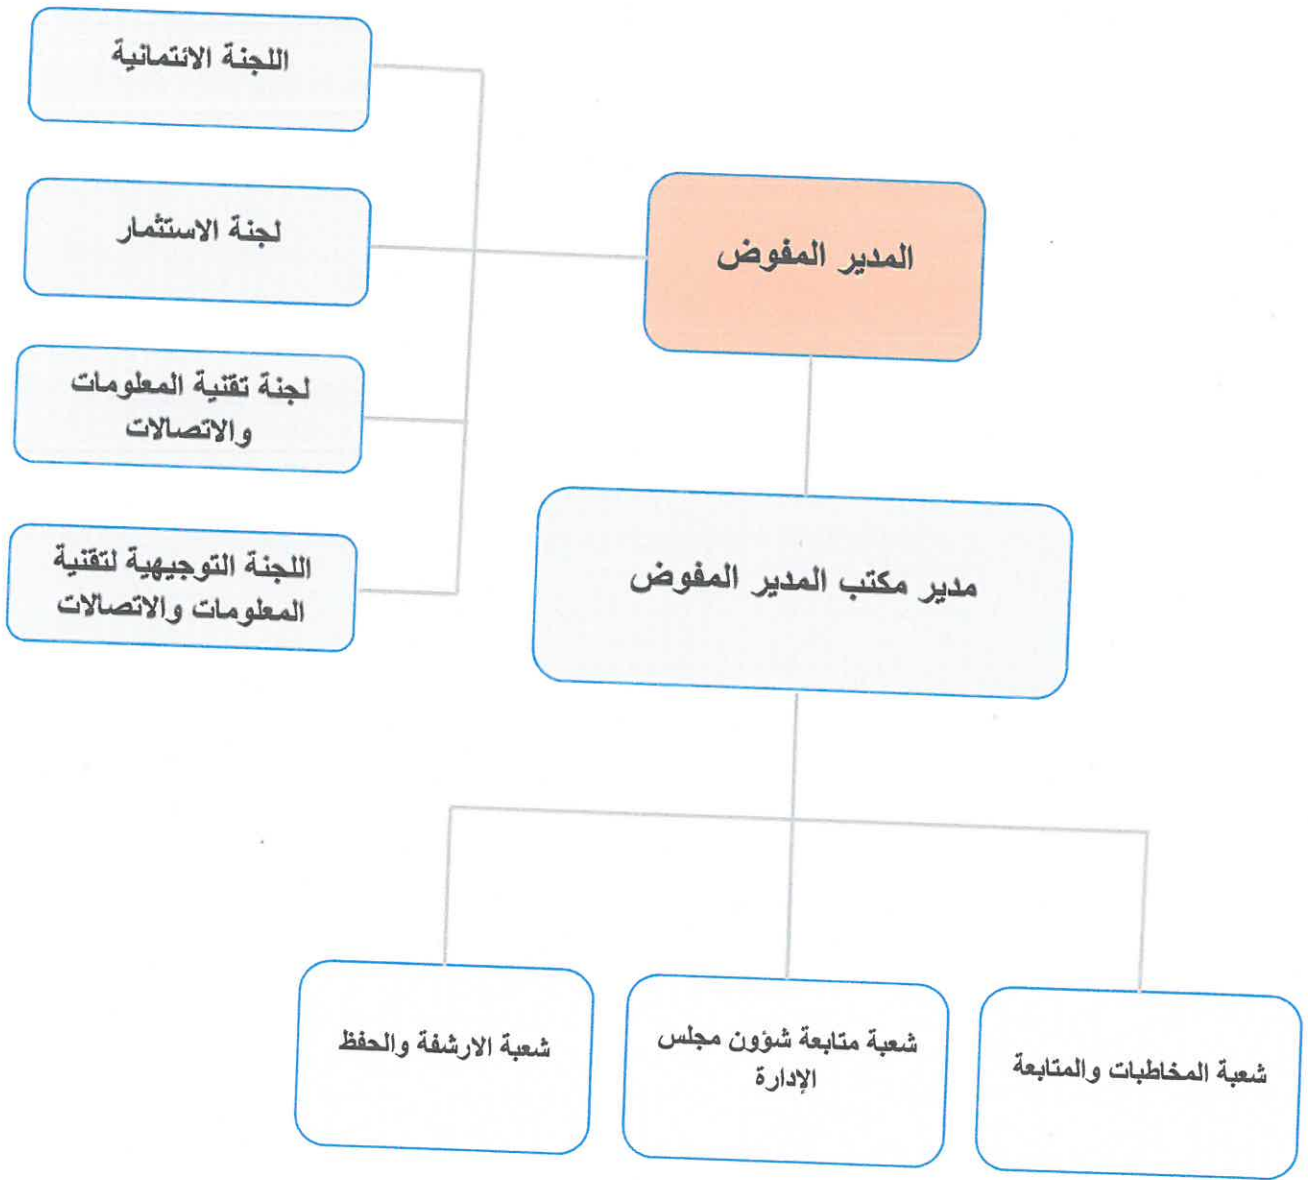 اللجنة الائتمانية
لجنة الاستثمار
المدير المفوض
لجنة تقنية المعلومات
والاتصالات
اللجنة التوجيهية لتقنية
المعلومات والاتصالات
مدير مكتب المدير المفوض
شعبة المخاطبات والمتابعة
شعبة متابعة شؤون مجلس
الإدارة
شعبة الارشفة والحفظ